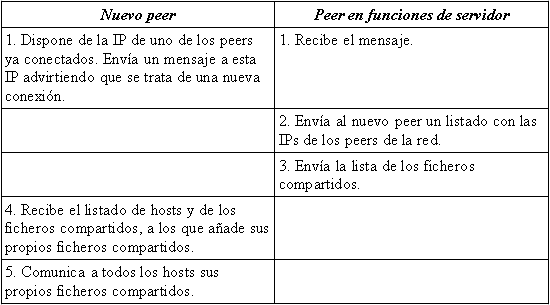 Nuevo peer
Peer en funciones de servidor
1. Dispone de la IP de uno de los peers
ya conectados. Envía un mensaje a esta
IP advirtiendo que se trata de una nueva
conexión.
1. Recibe el mensaje.
2. Envía al nuevo peer un listado con las
IPs de los peers de la red.
3. Envía la lista de los ficheros
compartidos.
4. Recibe el listado de hosts y de los
ficheros compartidos, a los que añade sus
propios ficheros compartidos.
5. Comunica a todos los hosts sus
propios ficheros compartidos.